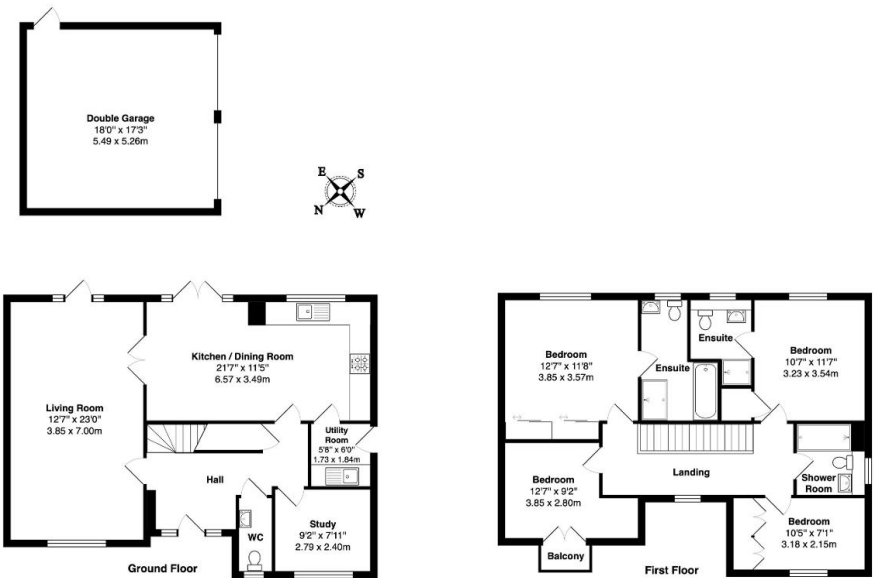 Double Garage
18'0" x 17'3"
5.49 x 5.26m
E
S
N
W
Living Room
12'7" x 23'0"
3.85 x 7.00m
Kitchen / Dining Room
21'7" x 11'5"
6.57 x 3.49m
Utility
Room
5'8" x 6'0"
1.73 x 1.84m
Hall
WC
Study
9'2" x 7'11"
2.79 x 2.40m
Ground Floor
Bedroom
12'7" x 11'8"
3.85 x 3.57m
Ensuite
Ensuite
Bedroom
10'7" x 11'7"
3.23 x 3.54m
Bedroom
12'7" x 9'2"
3.85 x 2.80m
Landing
Shower
Room
Bedroom
10'5" x 7'1"
3.18 x 2.15m
Balcony
First Floor